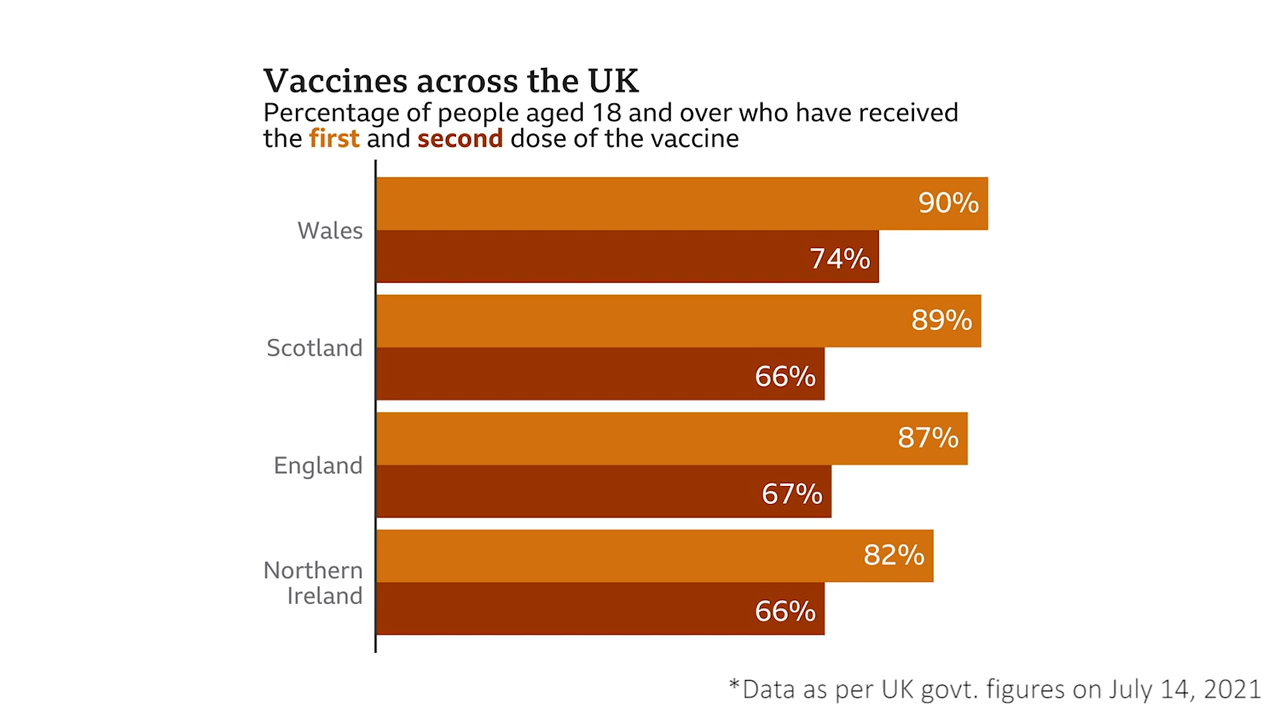 Vaccines across the UK
Percentage of people aged 18 and over who have received
the first and second dose of the vaccine
90%
Wales
74%
89%
Scotland
66%
87%
England
67%
82%
Northern
Ireland
66%
*Data as per UK govt. figures on July 14, 2021